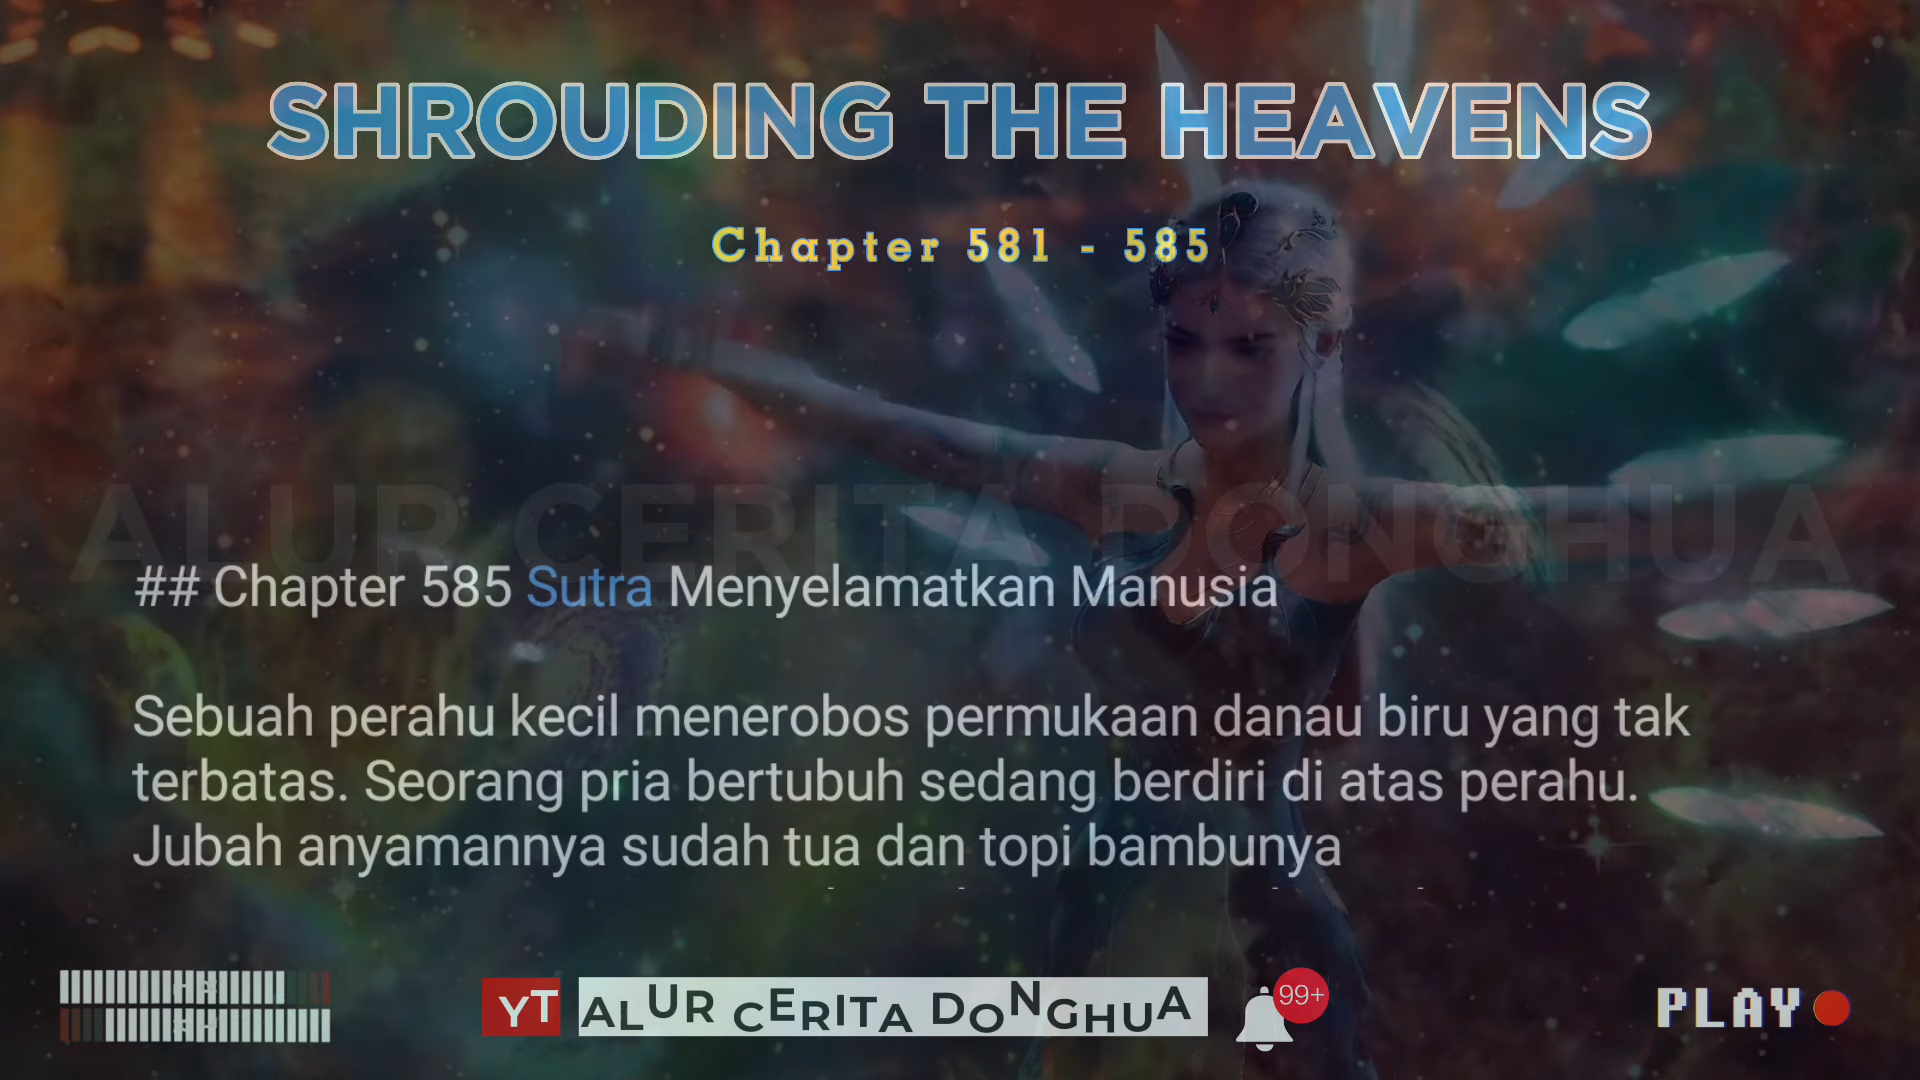 SHROUDING THE HEAVENS
Chapter 581 - 585
ALUR CERITA DONGHUA
## Chapter 585 Sutra Menyelamatkan Manusia
Sebuah perahu kecil menerobos permukaan danau biru yang tak
terbatas. Seorang pria bertubuh sedang berdiri di atas perahu.
Jubah anyamannya sudah tua dan topi bambunya
YT ALUR CERITA DONGHUA 99+
PLAY